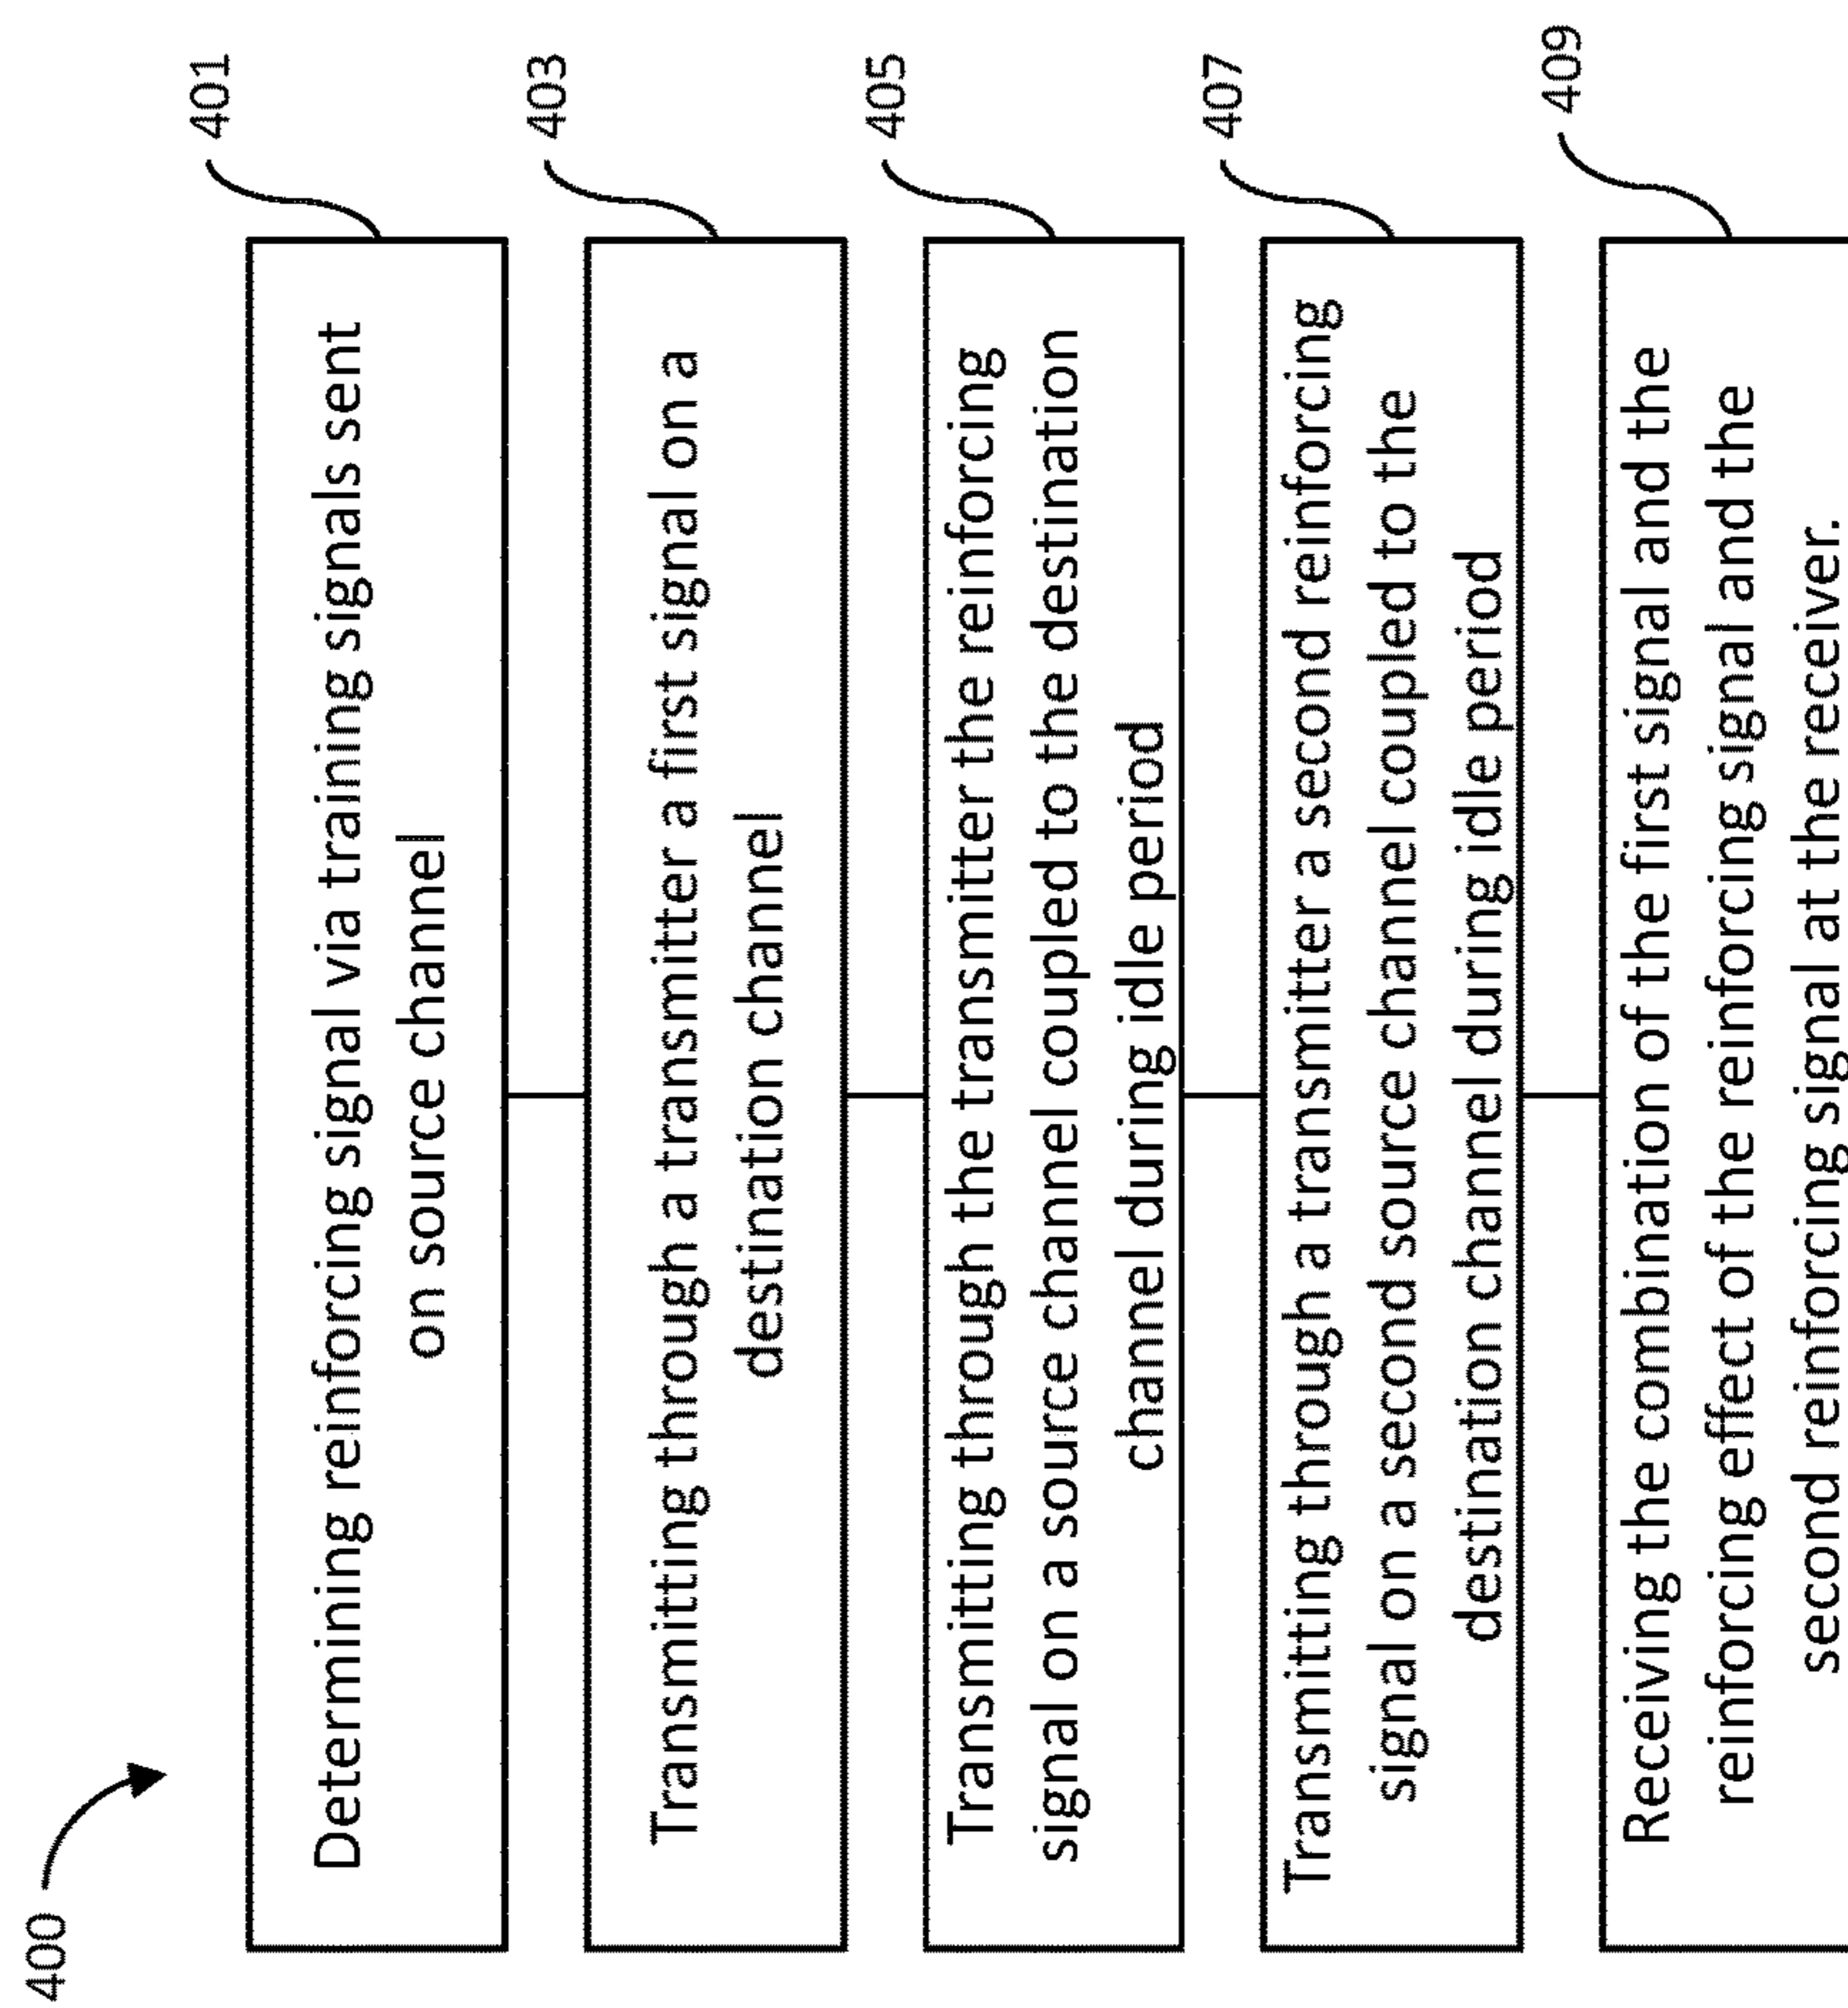 400
401
Determining reinforcing signal via training signals sent
on source channel
403
Transmitting through a transmitter a first signal on a
destination channel
405
Transmitting through the transmitter the reinforcing
signal on a source channel coupled to the destination
channel during idle period
407
Transmitting through a transmitter a second reinforcing
signal on a second source channel coupled to the
destination channel during idle period
409
Receiving the combination of the first signal and the
reinforcing effect of the reinforcing signal and the
second reinforcing signal at the receiver.